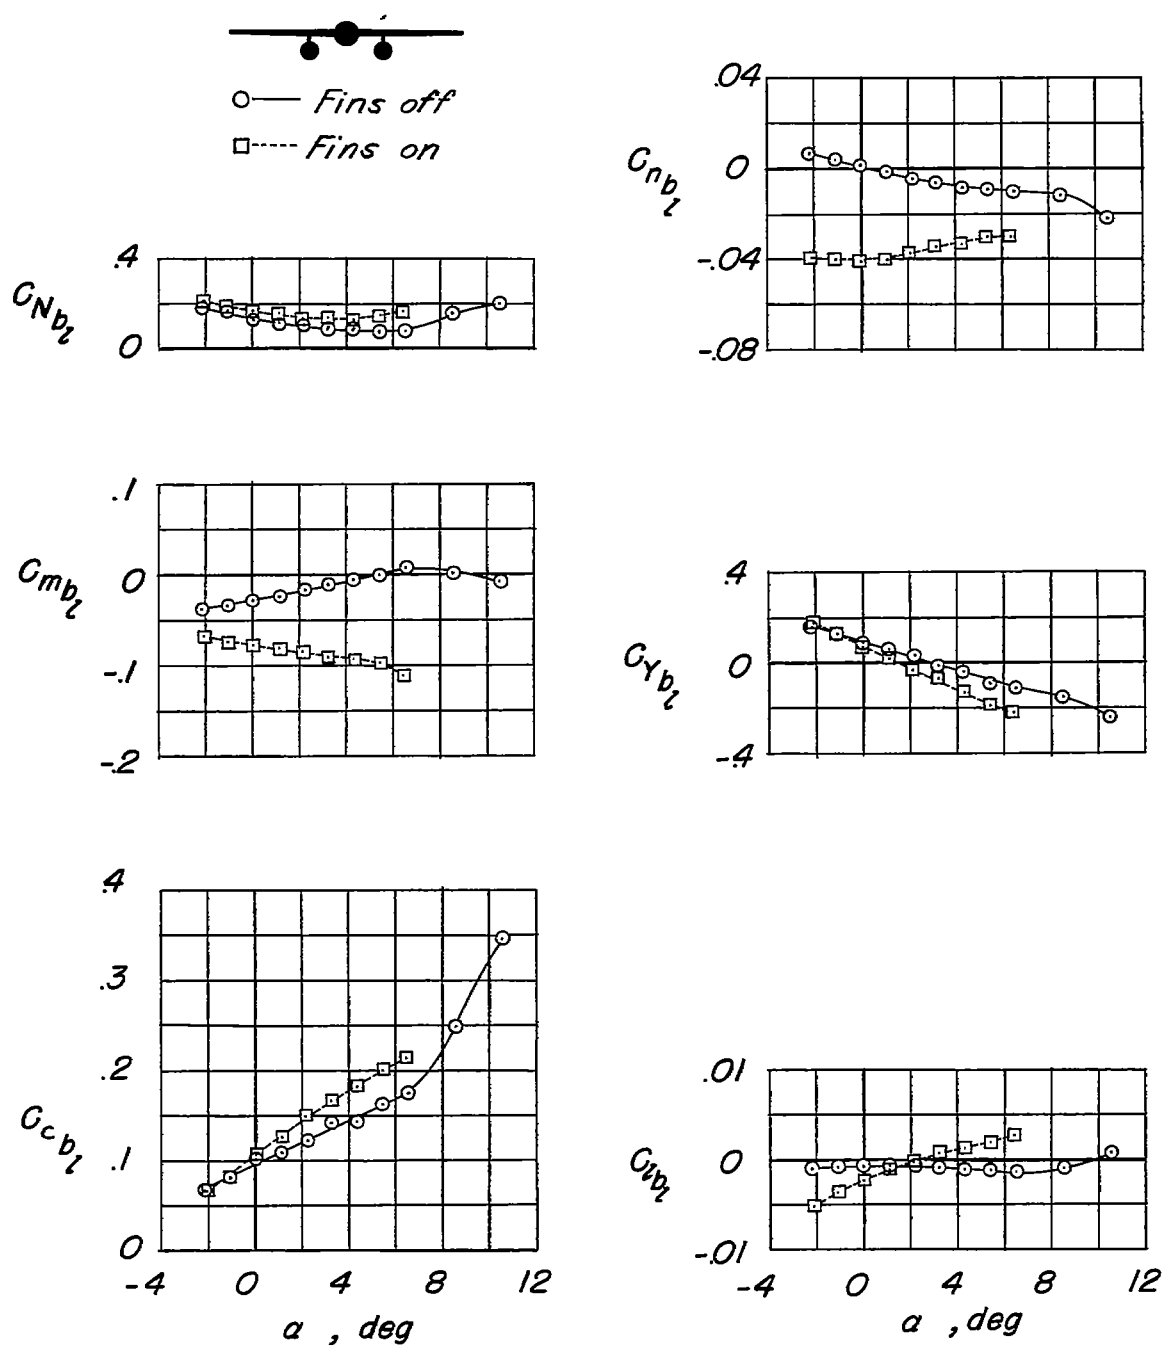 Fins off
Fins on
.4
C_{N_{b_l}}
0
.1
C_{m_{b_l}} 0
-.1
-.2
.4
.3
.2
C_{c_{b_l}}
.1
0
-4 0 4 8 12
α , deg
.04
C_{n_{b_l}} 0
-.04
-.08
.4
C_{Y_{b_l}} 0
-.4
.01
C_{l_{b_l}} 0
-.01
-4 0 4 8 12
α , deg